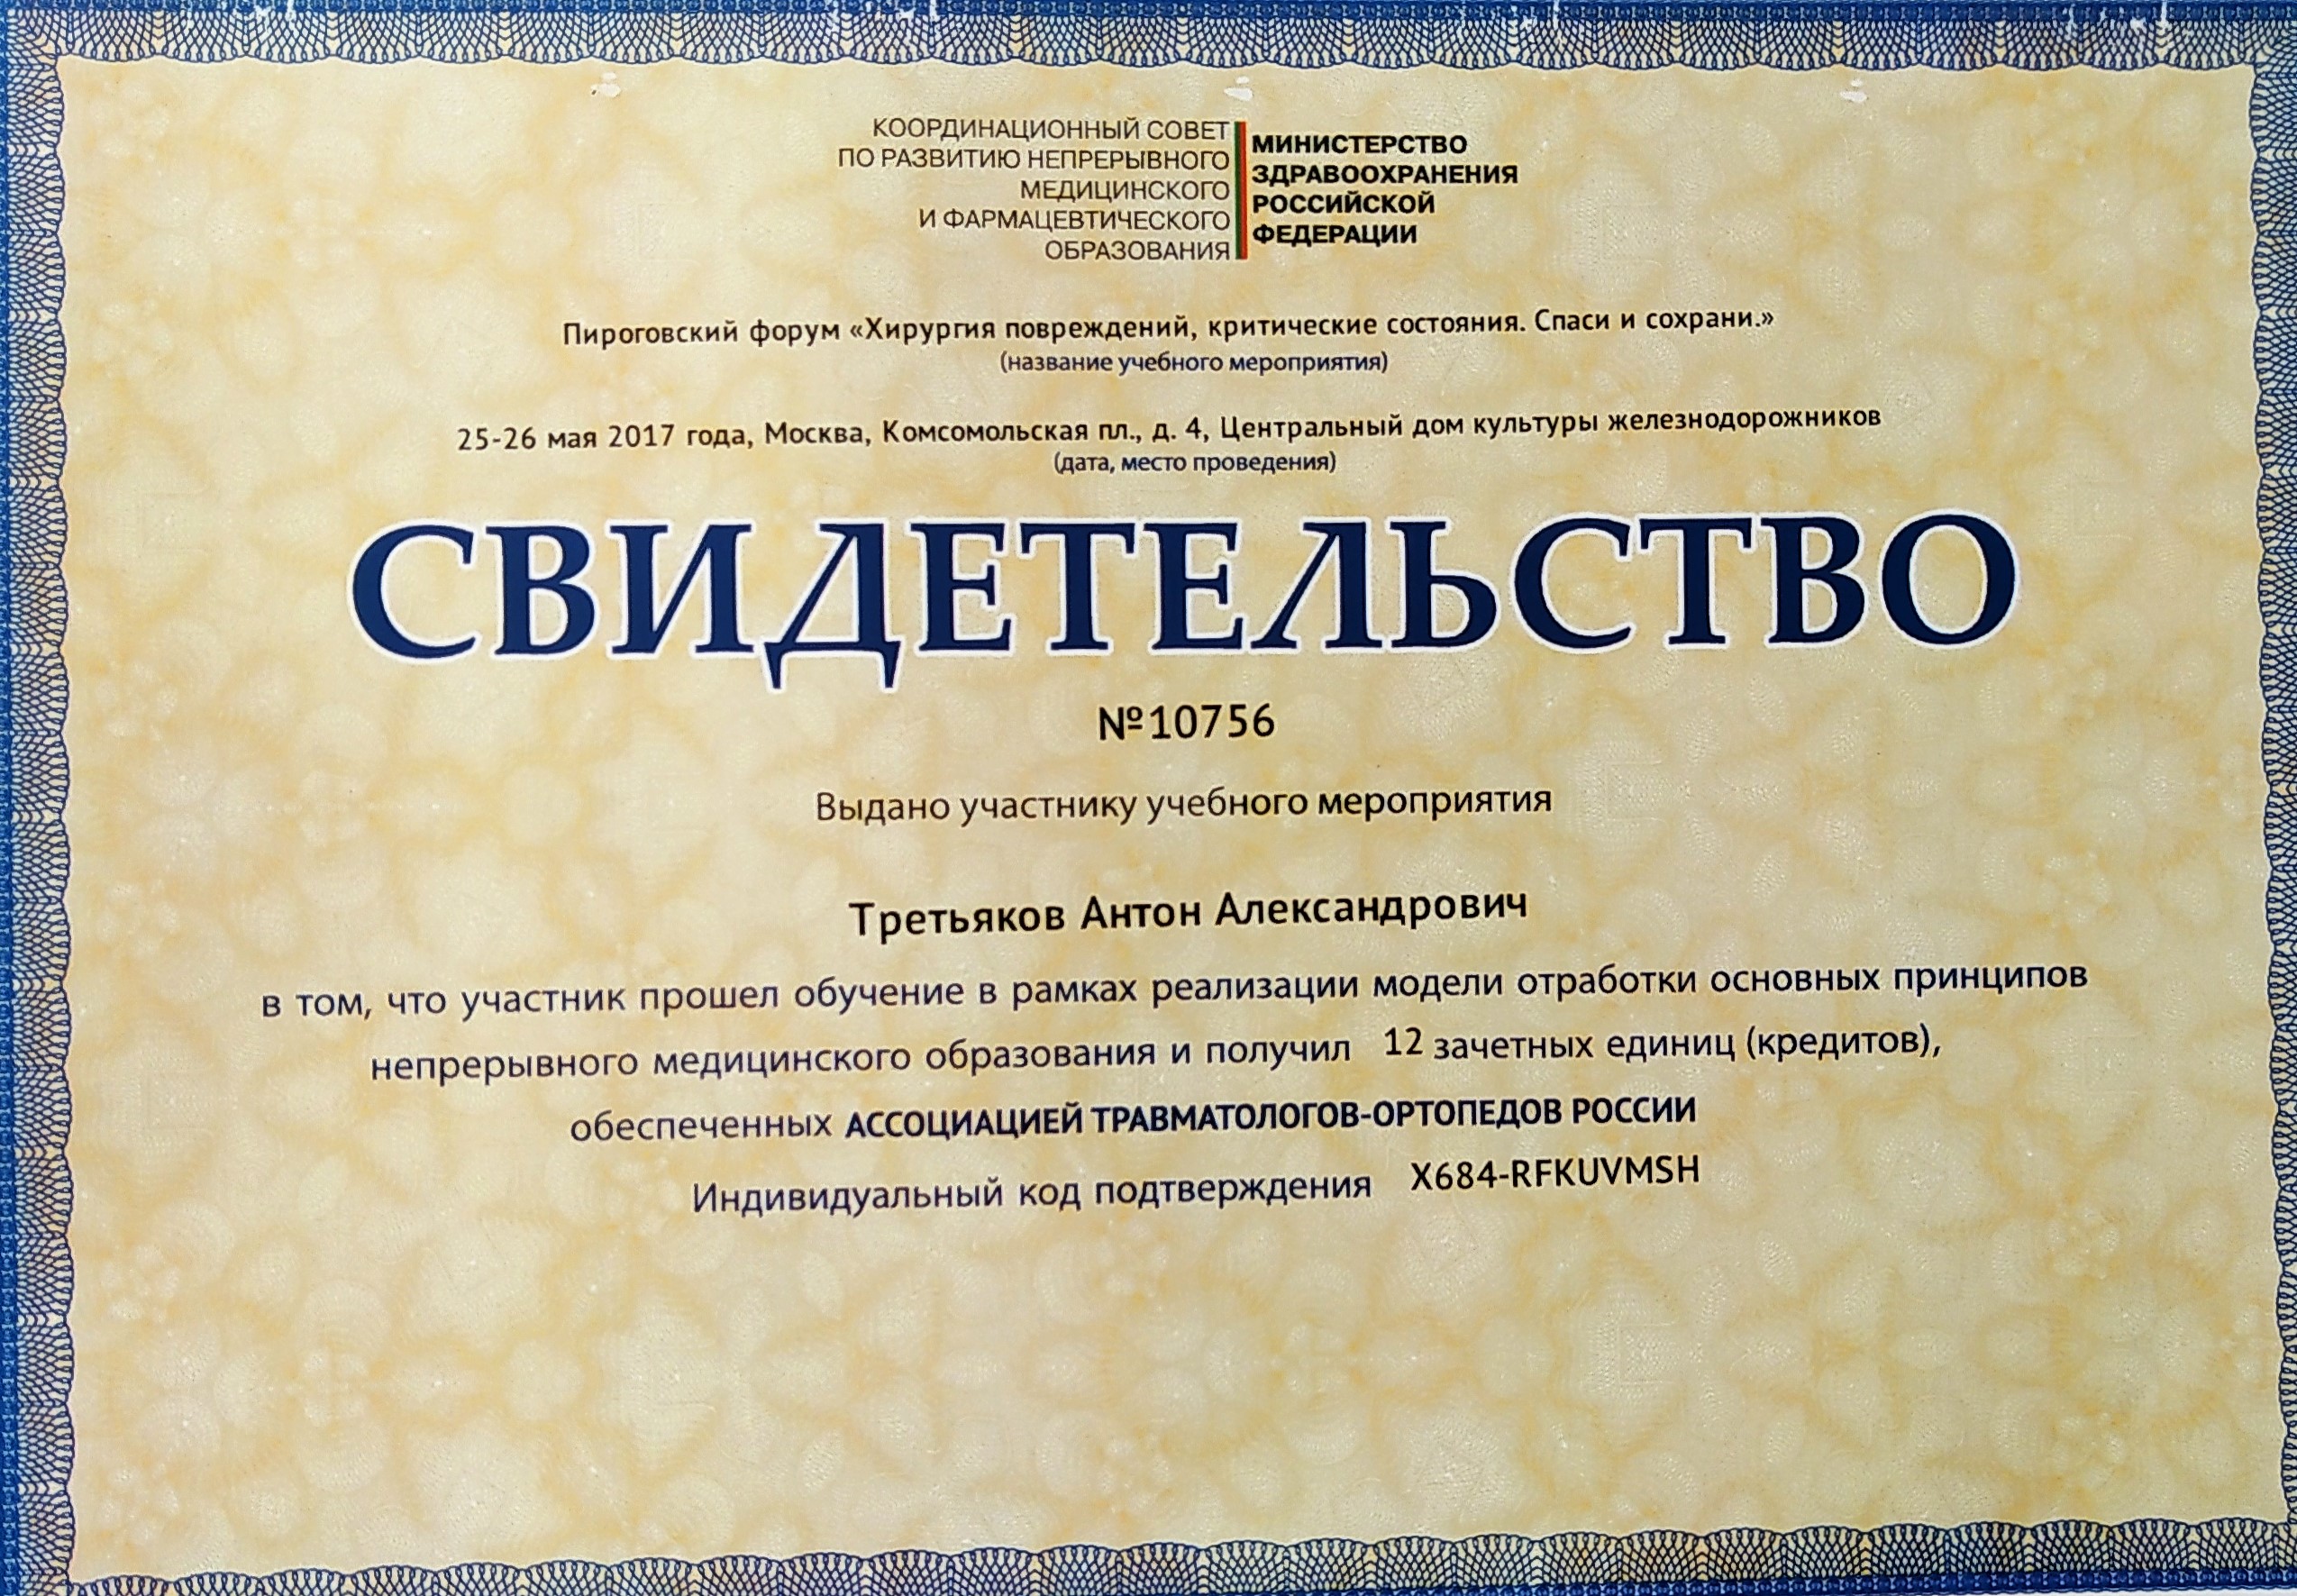 КООРДИНАЦИОННЫЙ СОВЕТ
ПО РАЗВИТИЮ НЕПРЕРЫВНОГО
МЕДИЦИНСКОГО
И ФАРМАЦЕВТИЧЕСКОГО
ОБРАЗОВАНИЯ
МИНИСТЕРСТВО
ЗДРАВООХРАНЕНИЯ
РОССИЙСКОЙ
ФЕДЕРАЦИИ
Пироговский форум «Хирургия повреждений, критические состояния. Спаси и сохрани.»
(название учебного мероприятия)
25-26 мая 2017 года, Москва, Комсомольская пл., д. 4, Центральный дом культуры железнодорожников
(дата, место проведения)
СВИДЕТЕЛЬСТВО
№10756
Выдано участнику учебного мероприятия
Третьяков Антон Александрович
в том, что участник прошел обучение в рамках реализации модели отработки основных принципов
непрерывного медицинского образования и получил 12 зачетных единиц (кредитов),
обеспеченных АССОЦИАЦИЕЙ ТРАВМАТОЛОГОВ-ОРТОПЕДОВ РОССИИ
Индивидуальный код подтверждения X684-RFKUVMSH